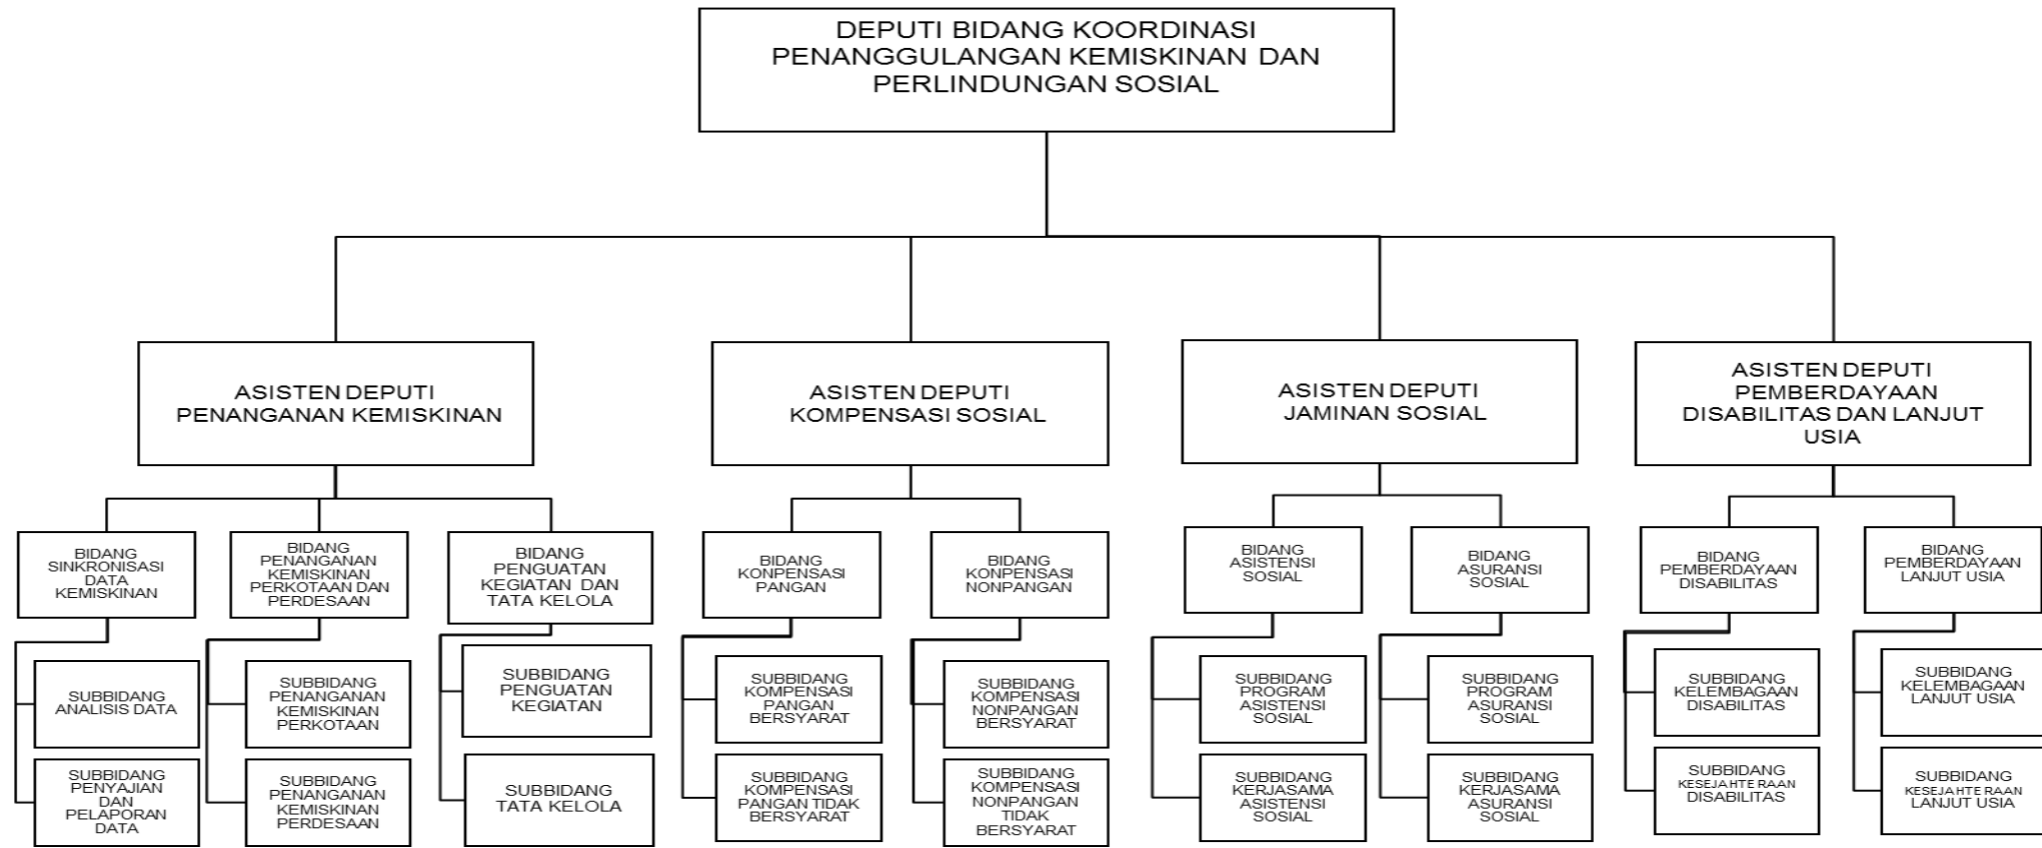 DEPUTI BIDANG KOORDINASI
PENANGGULANGAN KEMISKINAN DAN
PERLINDUNGAN SOSIAL
ASISTEN DEPUTI
PENANGANAN KEMISKINAN
ASISTEN DEPUTI
KOMPENSASI SOSIAL
ASISTEN DEPUTI
JAMINAN SOSIAL
ASISTEN DEPUTI
PEMBERDAYAAN
DISABILITAS DAN LANJUT
USIA
BIDANG
SINKRONISASI
DATA
KEMISKINAN
BIDANG
PENANGANAN
KEMISKINAN
PERKOTAAN DAN
PERDESAAN
BIDANG
PENGUATAN
KEGIATAN DAN
TATA KELOLA
BIDANG
KONPENSASI
PANGAN
BIDANG
KONPENSASI
NONPANGAN
BIDANG
ASISTENSI
SOSIAL
BIDANG
ASURANSI
SOSIAL
BIDANG
PEMBERDAYAAN
DISABILITAS
BIDANG
PEMBERDAYAAN
LANJUT USIA
SUBBIDANG
ANALISIS DATA
SUBBIDANG
PENANGANAN
KEMISKINAN
PERKOTAAN
SUBBIDANG
PENGUATAN
KEGIATAN
SUBBIDANG
KOMPENSASI
PANGAN
BERSYARAT
SUBBIDANG
KOMPENSASI
NONPANGAN
BERSYARAT
SUBBIDANG
PROGRAM
ASISTENSI
SOSIAL
SUBBIDANG
PROGRAM
ASURANSI
SOSIAL
SUBBIDANG
KELEMBAGAAN
DISABILITAS
SUBBIDANG
KELEMBAGAAN
LANJUT USIA
SUBBIDANG
PENYAJIAN
DAN
PELAPORAN
DATA
SUBBIDANG
PENANGANAN
KEMISKINAN
PERDESAAN
SUBBIDANG
TATA KELOLA
SUBBIDANG
KOMPENSASI
PANGAN TIDAK
BERSYARAT
SUBBIDANG
KOMPENSASI
NONPANGAN
TIDAK
BERSYARAT
SUBBIDANG
KERJASAMA
ASISTENSI
SOSIAL
SUBBIDANG
KERJASAMA
ASURANSI
SOSIAL
SUBBIDANG
KESEJAHTERAAN
DISABILITAS
SUBBIDANG
KESEJAHTERAAN
LANJUT USIA